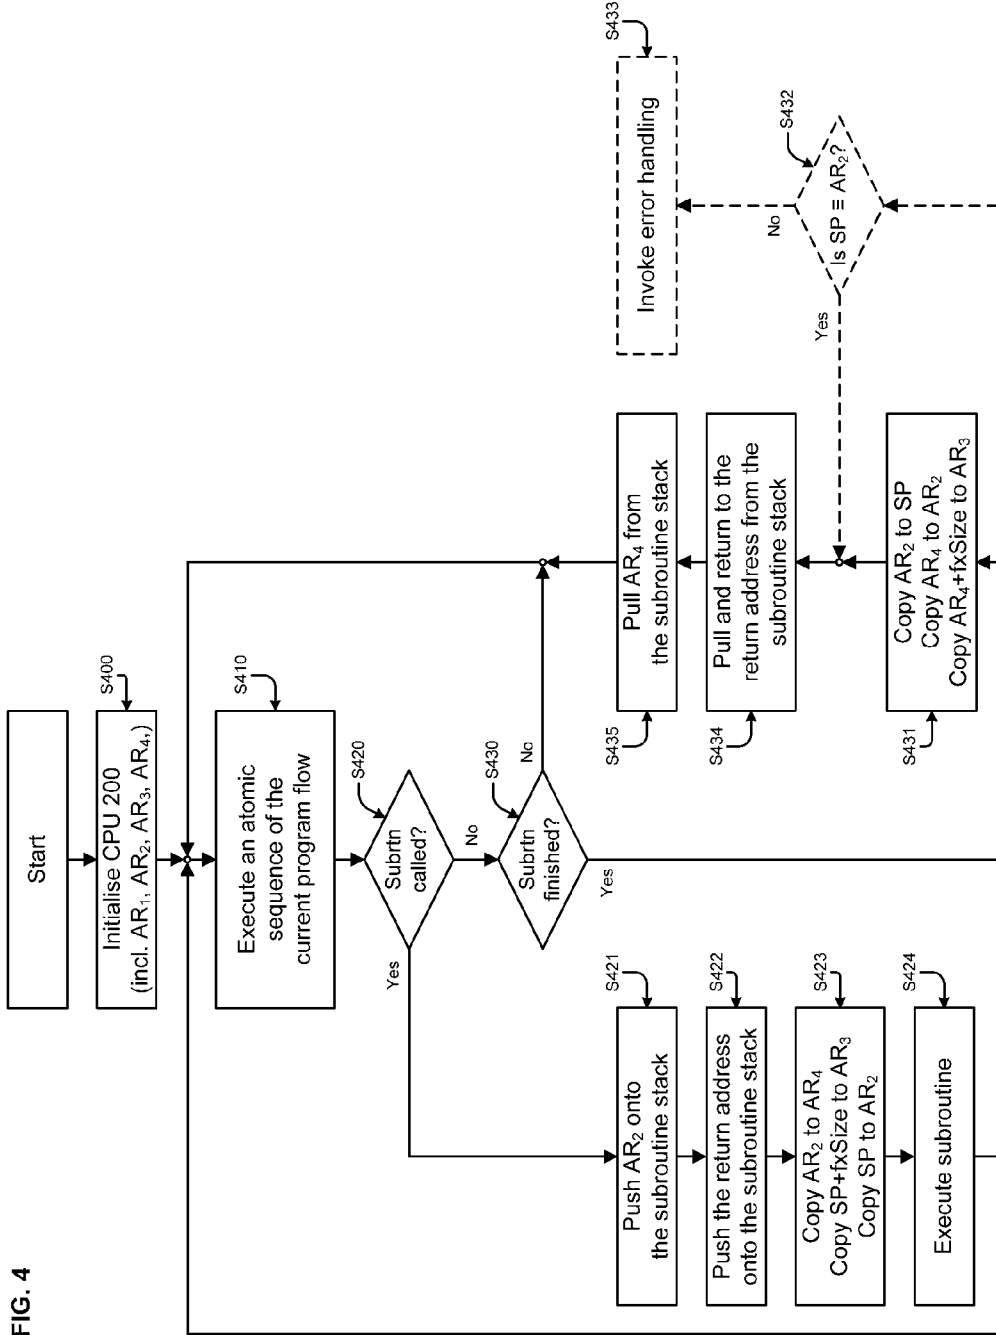 FIG. 4
Start
S400
Initialise CPU 200
(incl. AR₁, AR₂, AR₃, AR₄,)
S410
Execute an atomic
sequence of the
current program flow
S420
Subrtn
called?
Yes
No
S430
Subrtn
finished?
No
Yes
S421
Push AR₂ onto
the subroutine stack
S422
Push the return address
onto the subroutine stack
S423
Copy AR₂ to AR₄
Copy SP+fxSize to AR₃
Copy SP to AR₂
S424
Execute subroutine
S435
Pull AR₄ from
the subroutine stack
S434
Pull and return to the
return address from the
subroutine stack
S431
Copy AR₂ to SP
Copy AR₄ to AR₂
Copy AR₄+fxSize to AR₃
S433
Invoke error handling
S432
Is SP ≡ AR₂?
No
Yes